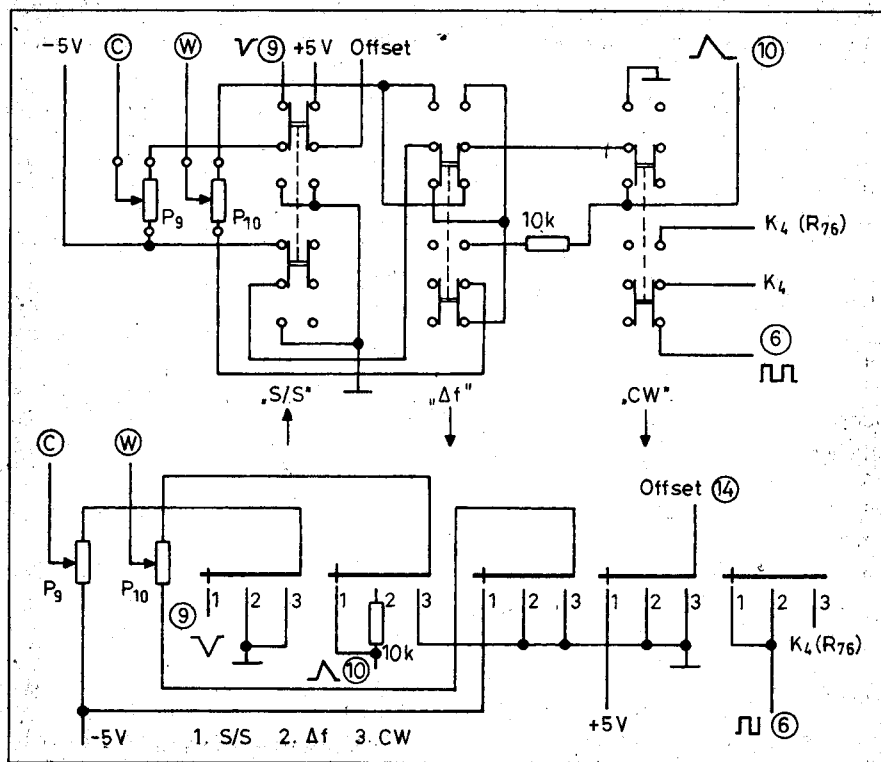 -5V C W 9 +5V Offset 10
P9 P10 10k K4 (R76)
K4
6
„S/S" „Δf" „CW"
C W Offset 14
P9 P10 1 2 3 1 2 3 1 2 3 1 2 3 1 2 3
9 10 10k K4(R76)
-5V 1. S/S 2. Δf 3. CW +5V 6